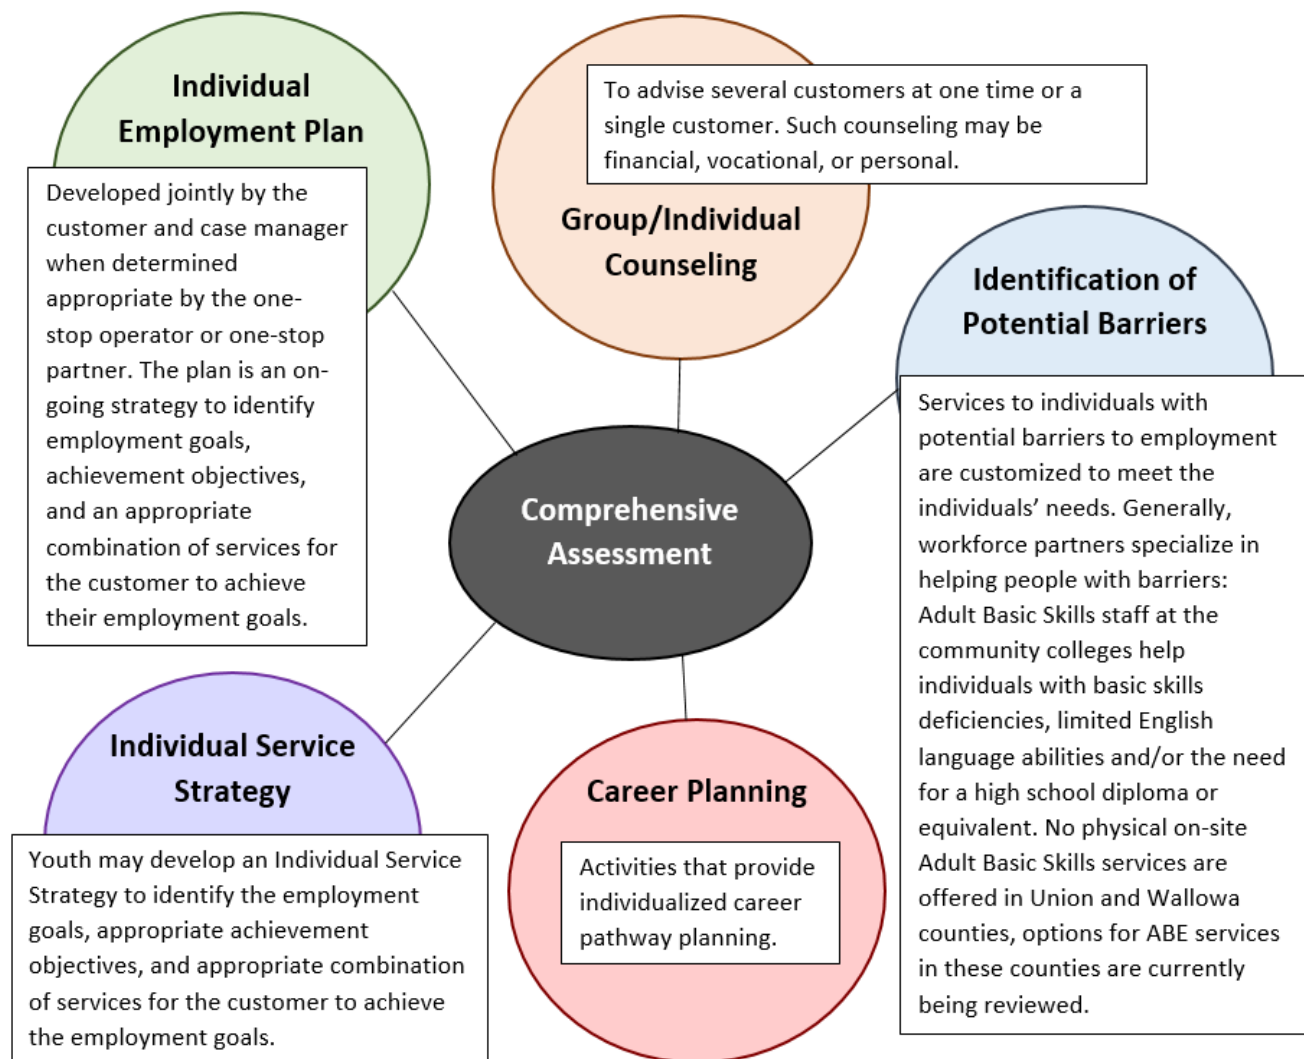 Individual
Employment Plan
Developed jointly by the
customer and case manager
when determined
appropriate by the one-
stop operator or one-stop
partner. The plan is an on-
going strategy to identify
employment goals,
achievement objectives,
and an appropriate
combination of services for
the customer to achieve
their employment goals.
To advise several customers at one time or a
single customer. Such counseling may be
financial, vocational, or personal.
Group/Individual
Counseling
Identification of
Potential Barriers
Services to individuals with
potential barriers to employment
are customized to meet the
individuals’ needs. Generally,
workforce partners specialize in
helping people with barriers:
Adult Basic Skills staff at the
community colleges help
individuals with basic skills
deficiencies, limited English
language abilities and/or the need
for a high school diploma or
equivalent. No physical on-site
Adult Basic Skills services are
offered in Union and Wallowa
counties, options for ABE services
in these counties are currently
being reviewed.
Comprehensive
Assessment
Individual Service
Strategy
Youth may develop an Individual Service
Strategy to identify the employment
goals, appropriate achievement
objectives, and appropriate combination
of services for the customer to achieve
the employment goals.
Career Planning
Activities that provide
individualized career
pathway planning.